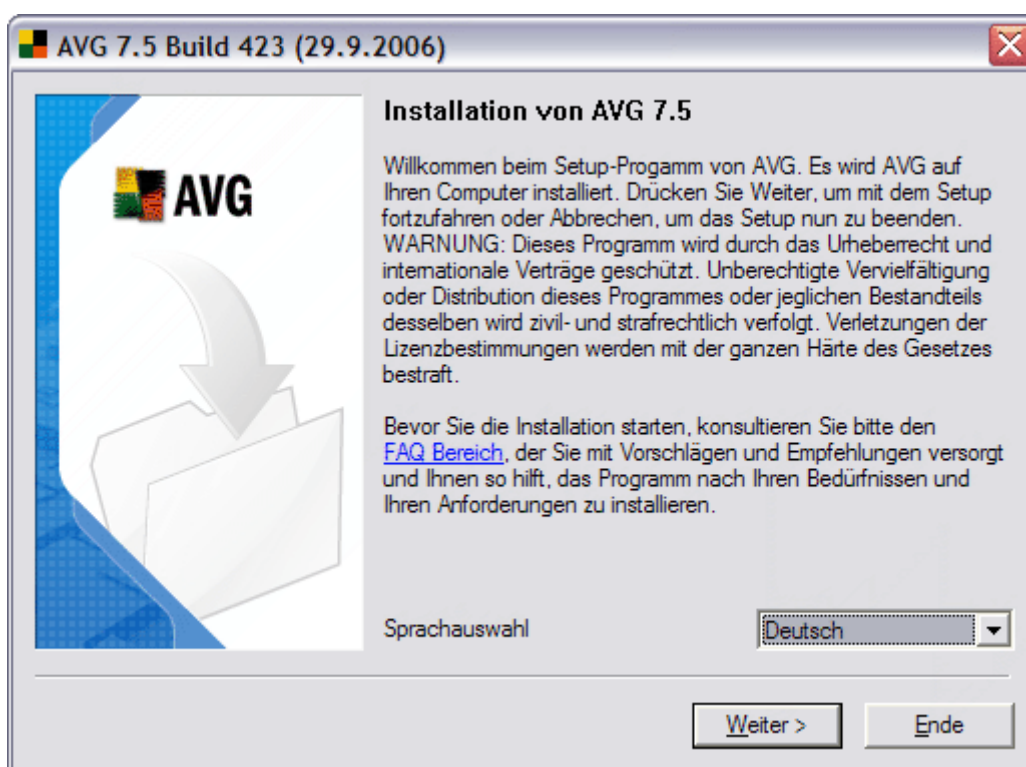 AVG 7.5 Build 423 (29.9.2006)
AVG
Installation von AVG 7.5
Willkommen beim Setup-Progamm von AVG. Es wird AVG auf
Ihren Computer installiert. Drücken Sie Weiter, um mit dem Setup
fortzufahren oder Abbrechen, um das Setup nun zu beenden.
WARNUNG: Dieses Programm wird durch das Urheberrecht und
internationale Verträge geschützt. Unberechtigte Vervielfältigung
oder Distribution dieses Programmes oder jeglichen Bestandteils
desselben wird zivil- und strafrechtlich verfolgt. Verletzungen der
Lizenzbestimmungen werden mit der ganzen Härte des Gesetzes
bestraft.
Bevor Sie die Installation starten, konsultieren Sie bitte den
FAQ Bereich, der Sie mit Vorschlägen und Empfehlungen versorgt
und Ihnen so hilft, das Programm nach Ihren Bedürfnissen und
Ihren Anforderungen zu installieren.
Sprachauswahl
Deutsch
Weiter >
Ende